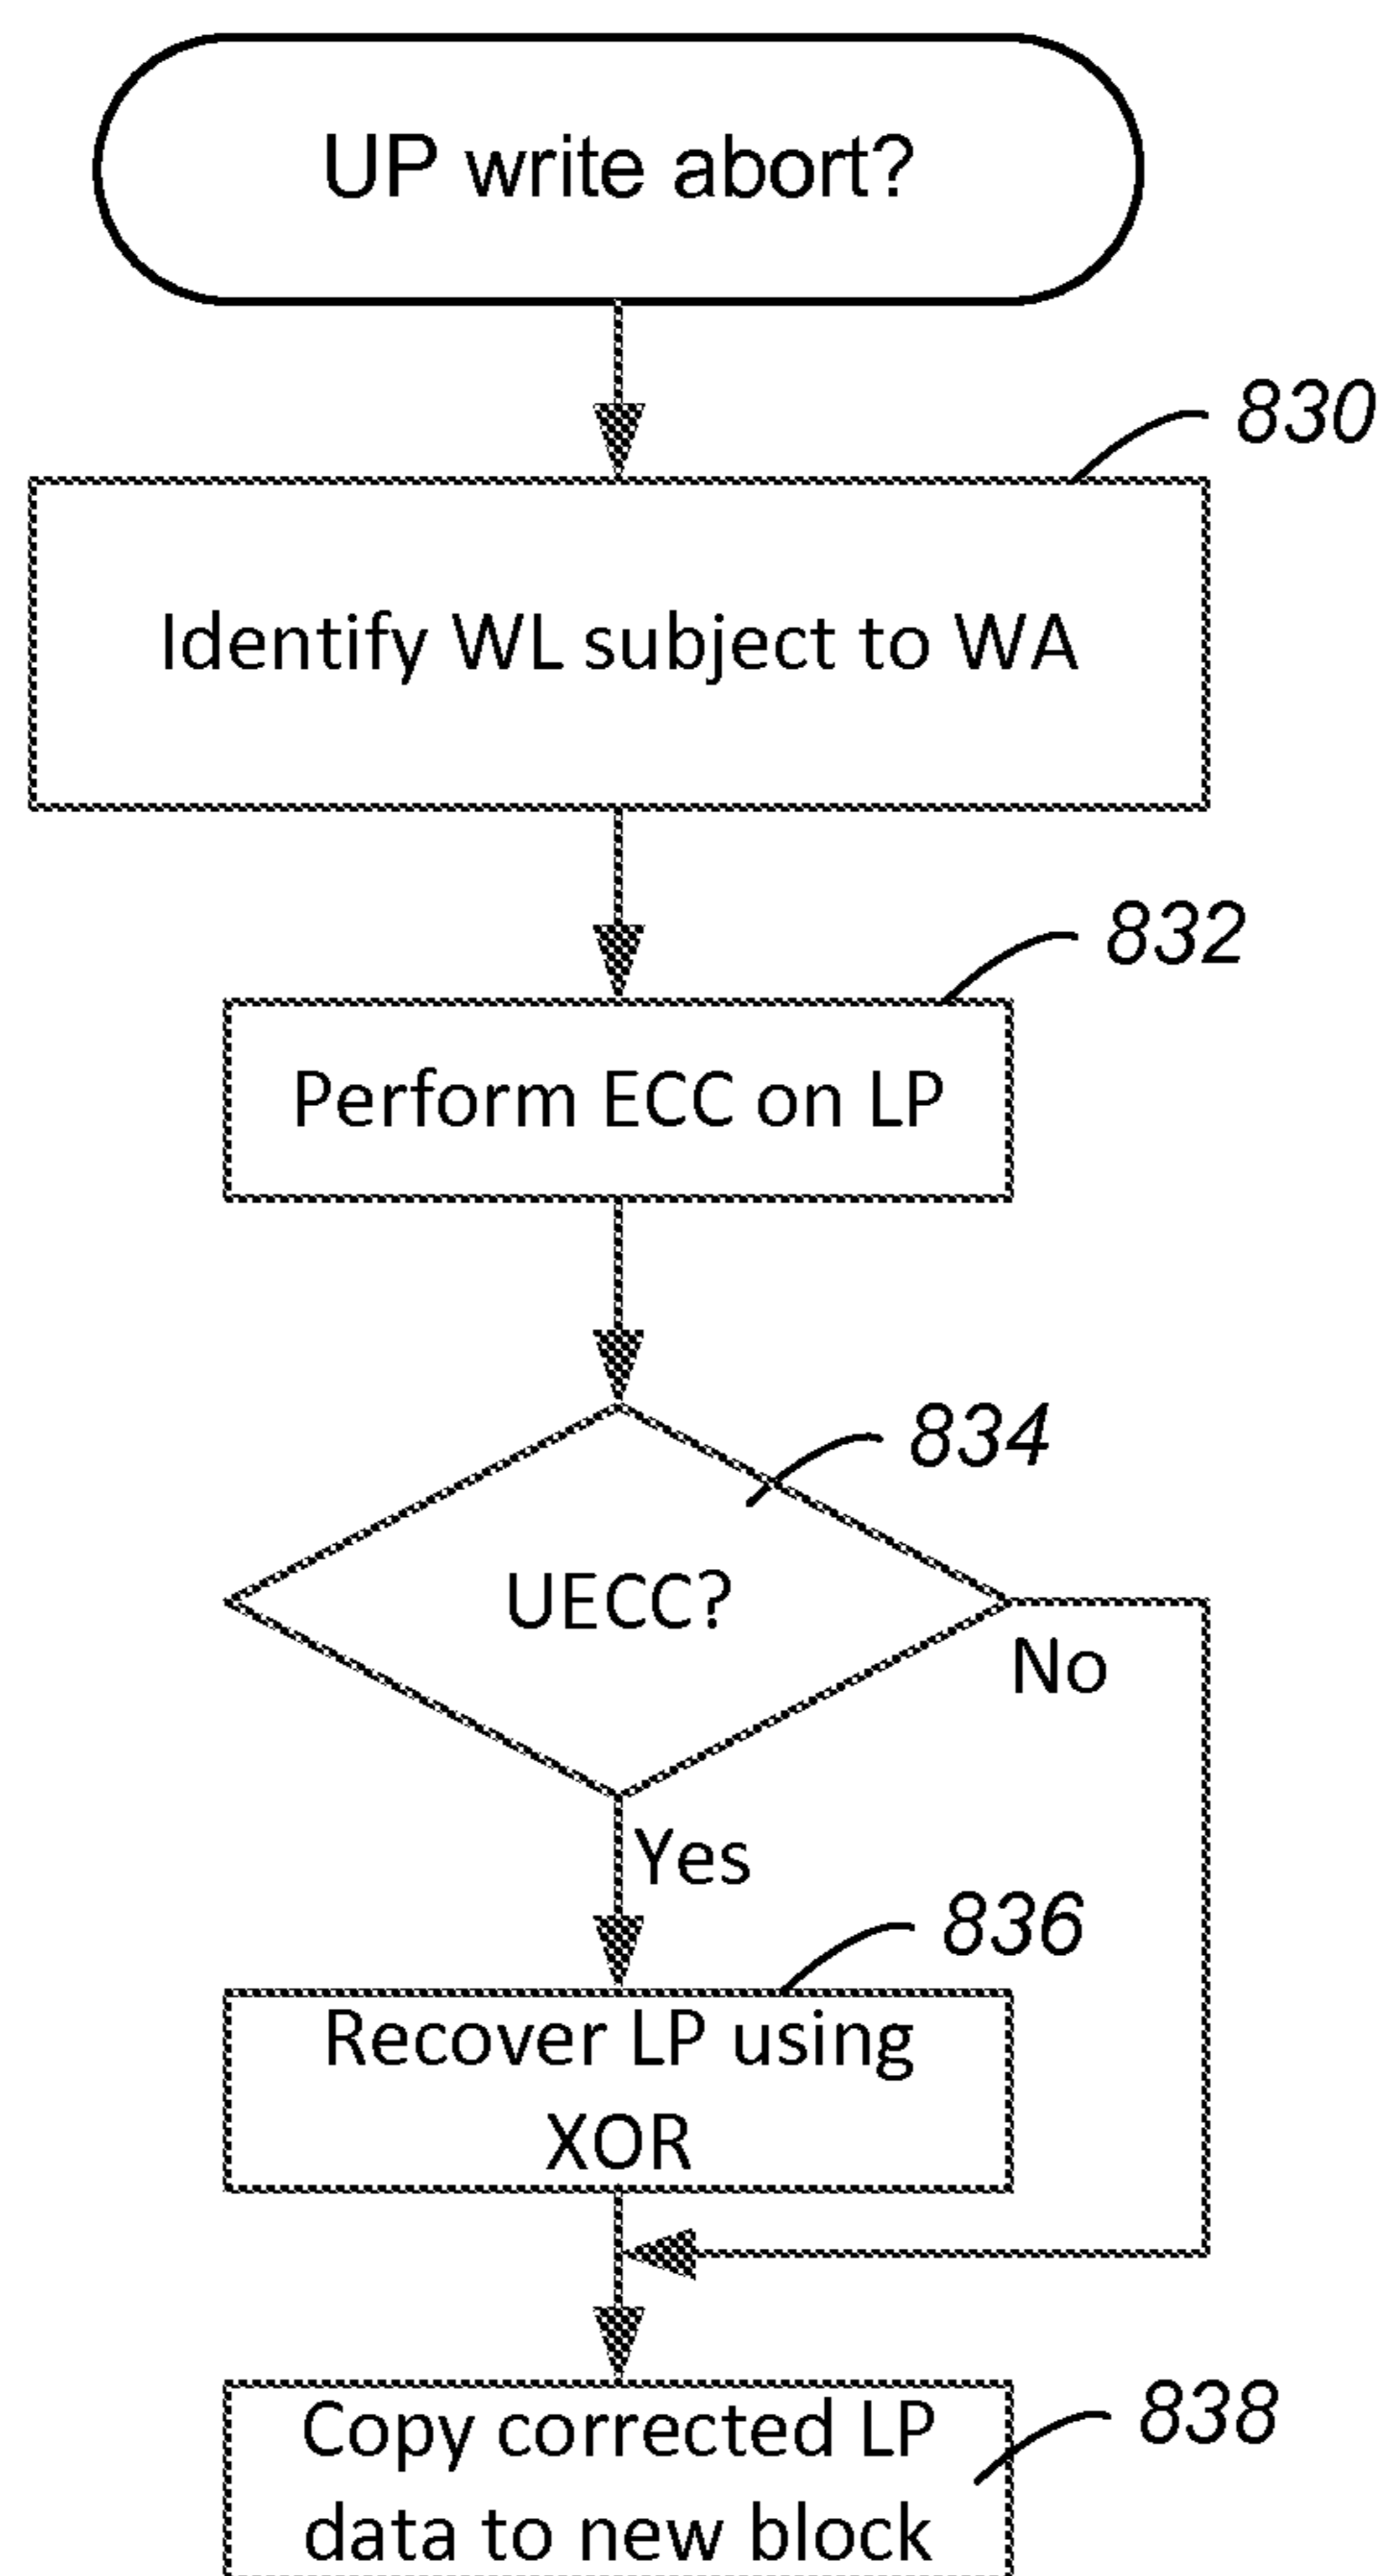 UP write abort?
830
Identify WL subject to WA
832
Perform ECC on LP
834
UECC?
No
Yes
836
Recover LP using
XOR
838
Copy corrected LP
data to new block